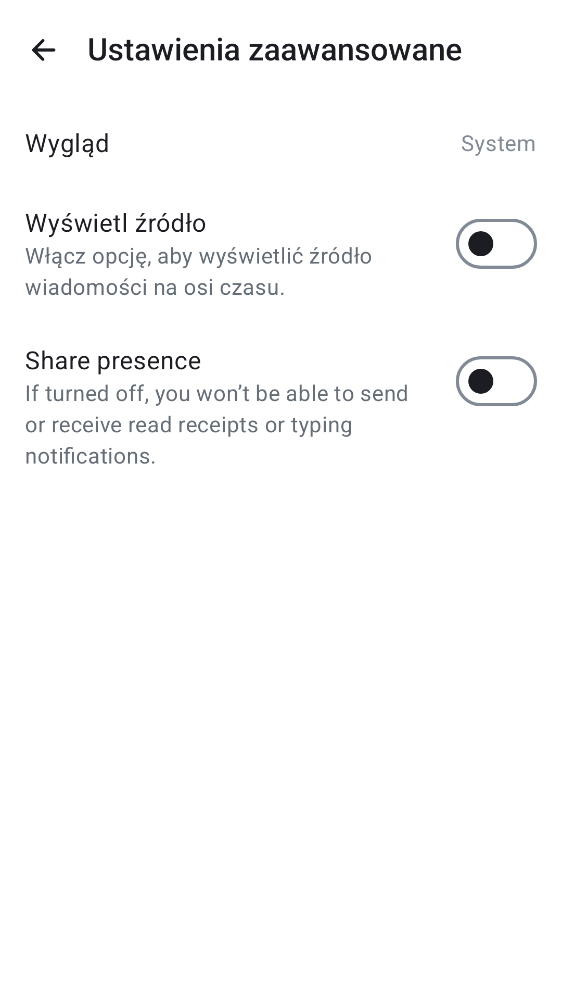 Ustawienia zaawansowane
Wygląd
System
Wyświetl źródło
Włącz opcję, aby wyświetlić źródło
wiadomości na osi czasu.
Share presence
If turned off, you won’t be able to send
or receive read receipts or typing
notifications.